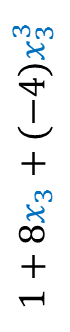 1 + 8x₃ + (−4)x₃³